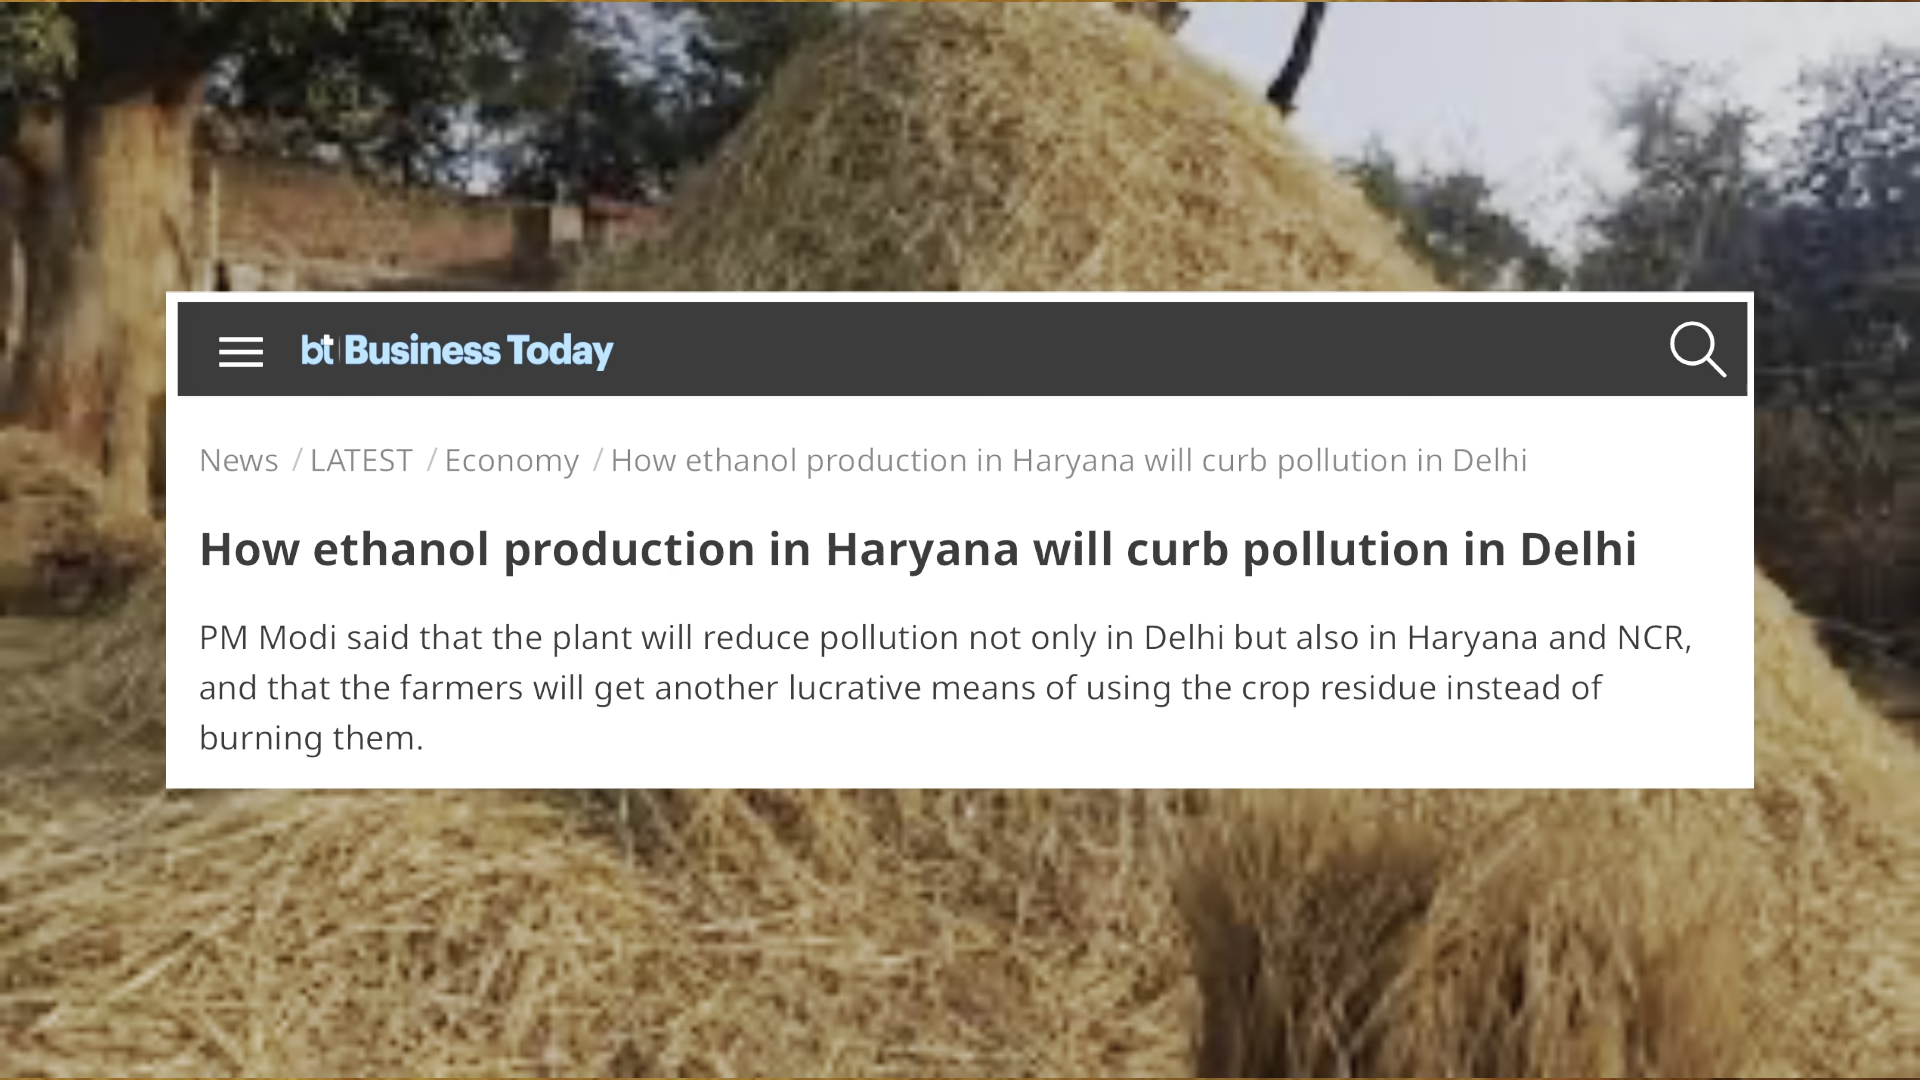 bt Business Today
News / LATEST / Economy / How ethanol production in Haryana will curb pollution in Delhi
How ethanol production in Haryana will curb pollution in Delhi
PM Modi said that the plant will reduce pollution not only in Delhi but also in Haryana and NCR,
and that the farmers will get another lucrative means of using the crop residue instead of
burning them.